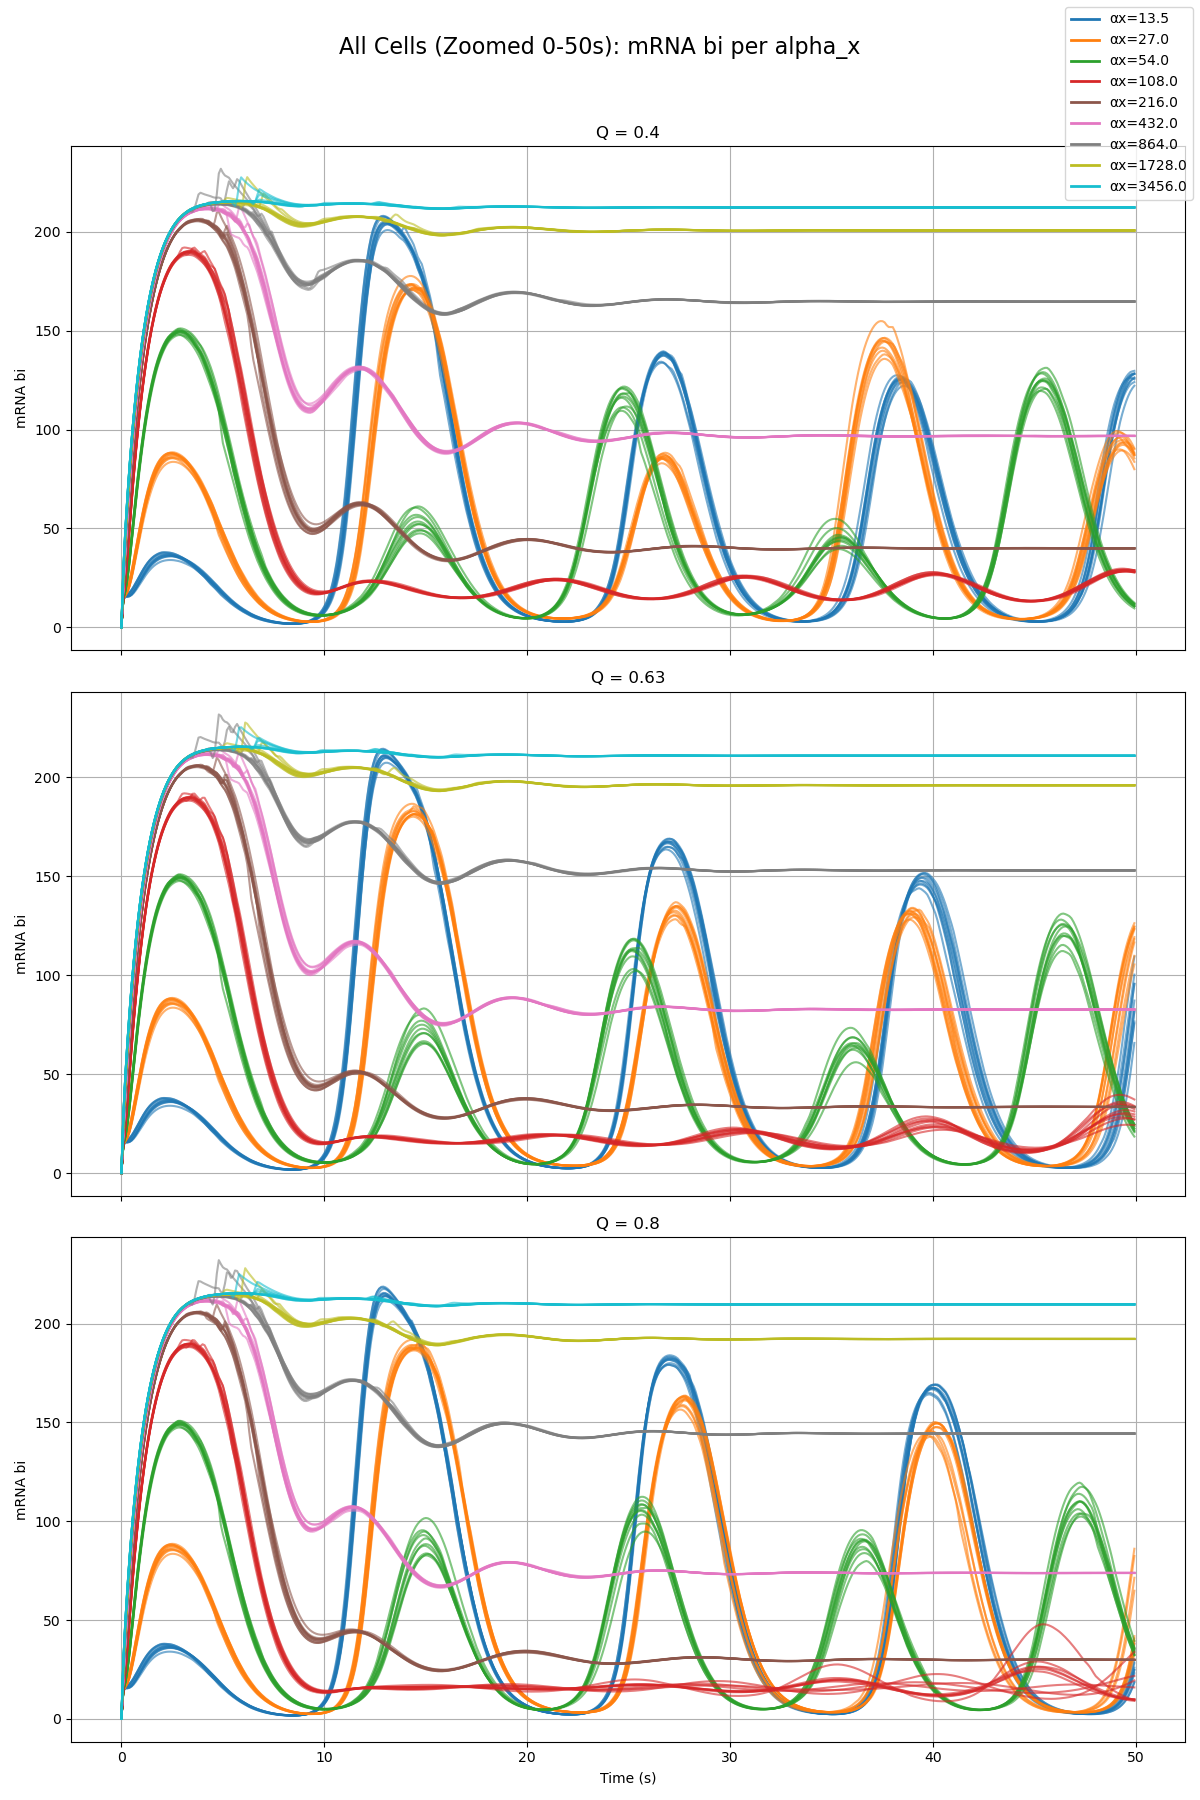 All Cells (Zoomed 0-50s): mRNA bi per alpha_x
αx=13.5
αx=27.0
αx=54.0
αx=108.0
αx=216.0
αx=432.0
αx=864.0
αx=1728.0
αx=3456.0
Q = 0.4
200
150
100
50
0
mRNA bi
Q = 0.63
200
150
100
50
0
mRNA bi
Q = 0.8
200
150
100
50
0
mRNA bi
0 10 20 30 40 50
Time (s)